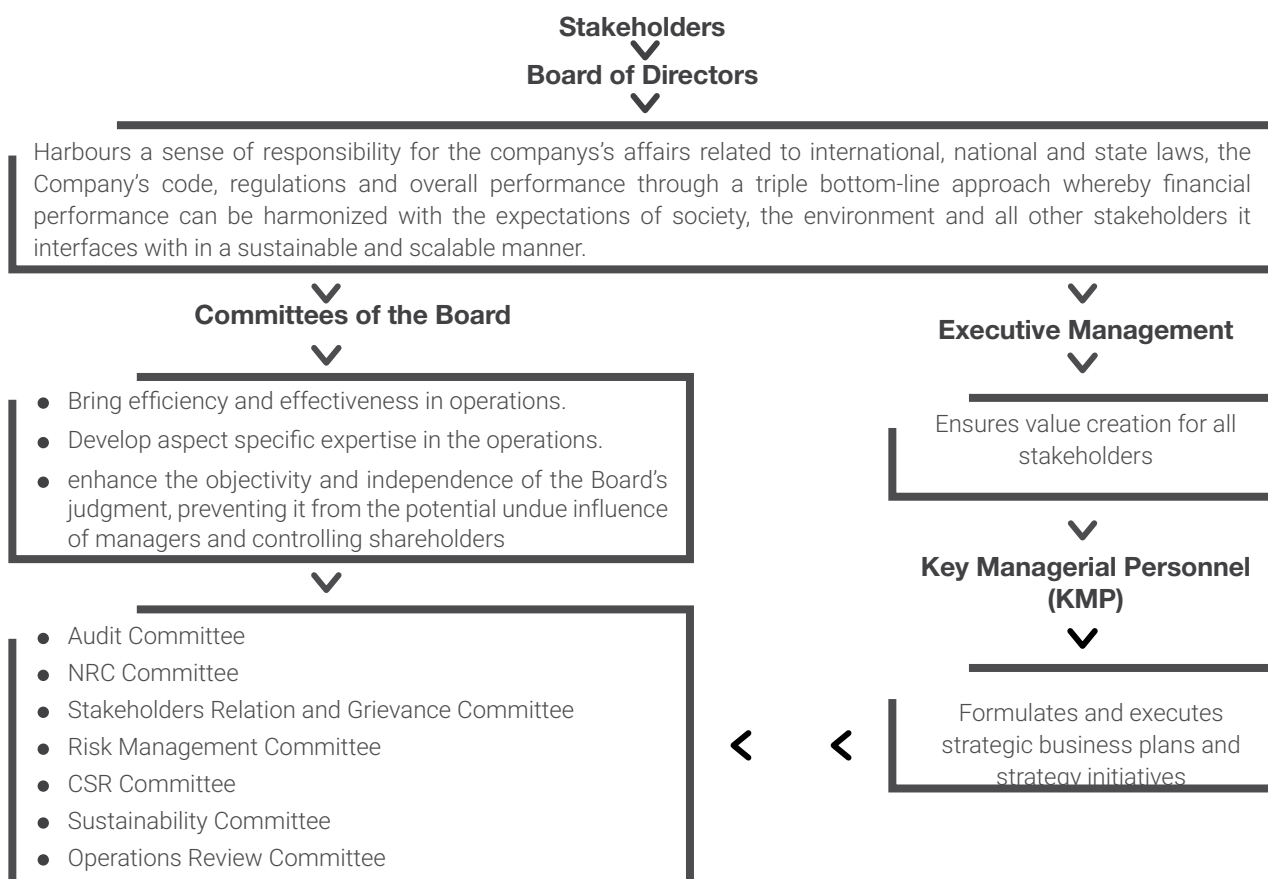 Stakeholders
Board of Directors
Harbours a sense of responsibility for the companys's affairs related to international, national and state laws, the
Company's code, regulations and overall performance through a triple bottom-line approach whereby financial
performance can be harmonized with the expectations of society, the environment and all other stakeholders it
interfaces with in a sustainable and scalable manner.
Committees of the Board
● Bring efficiency and effectiveness in operations.
● Develop aspect specific expertise in the operations.
● enhance the objectivity and independence of the Board's
judgment, preventing it from the potential undue influence
of managers and controlling shareholders
● Audit Committee
● NRC Committee
● Stakeholders Relation and Grievance Committee
● Risk Management Committee
● CSR Committee
● Sustainability Committee
● Operations Review Committee
Executive Management
Ensures value creation for all
stakeholders
Key Managerial Personnel
(KMP)
Formulates and executes
strategic business plans and
strategy initiatives